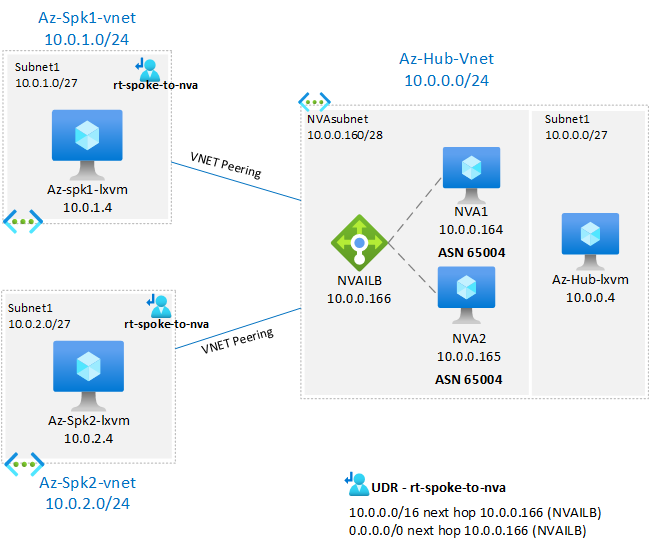 Az-Spk1-vnet
10.0.1.0/24
Subnet1
10.0.1.0/27
rt-spoke-to-nva
Az-spk1-lxvm
10.0.1.4
VNET Peering
Az-Hub-Vnet
10.0.0.0/24
NVAsubnet
10.0.0.160/28
NVA1
10.0.0.164
ASN 65004
NVAILB
10.0.0.166
NVA2
10.0.0.165
ASN 65004
Subnet1
10.0.0.0/27
Az-Hub-lxvm
10.0.0.4
Subnet1
10.0.2.0/27
rt-spoke-to-nva
Az-Spk2-lxvm
10.0.2.4
VNET Peering
Az-Spk2-vnet
10.0.2.0/24
UDR - rt-spoke-to-nva
10.0.0.0/16 next hop 10.0.0.166 (NVAILB)
0.0.0.0/0 next hop 10.0.0.166 (NVAILB)